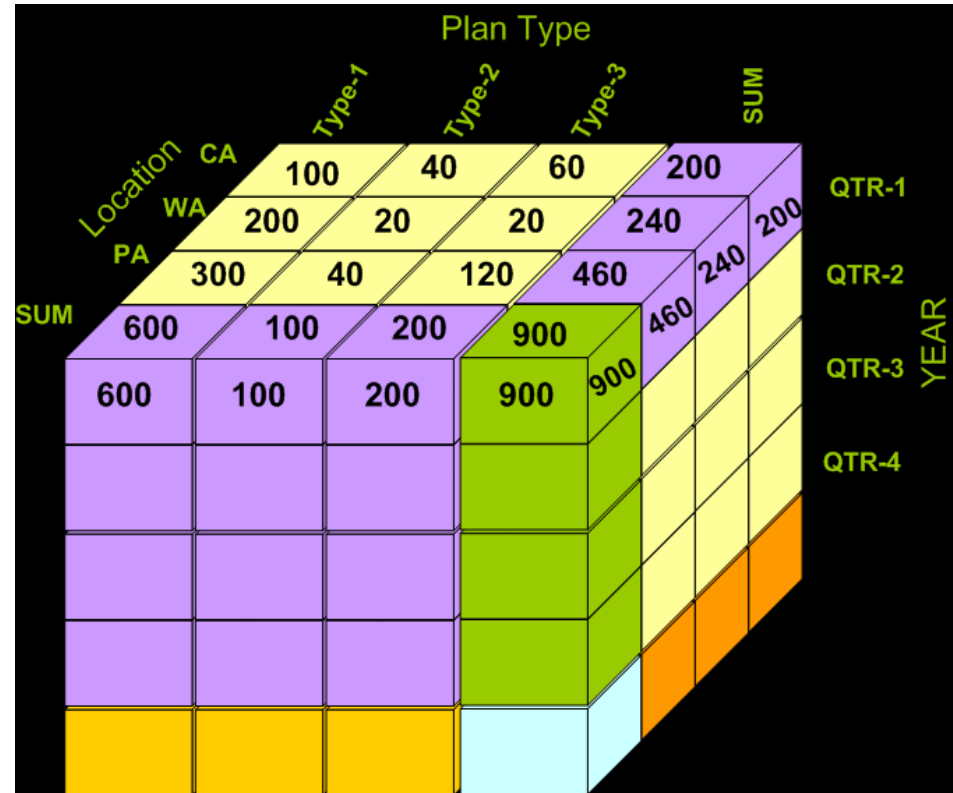 Plan Type
Type-1 Type-2 Type-3 SUM
Location
CA 100 40 60 200 QTR-1
WA 200 20 20 240 200
PA 300 40 120 460 240 QTR-2
SUM 600 100 200 900 460
600 100 200 900 900 QTR-3
YEAR
QTR-4